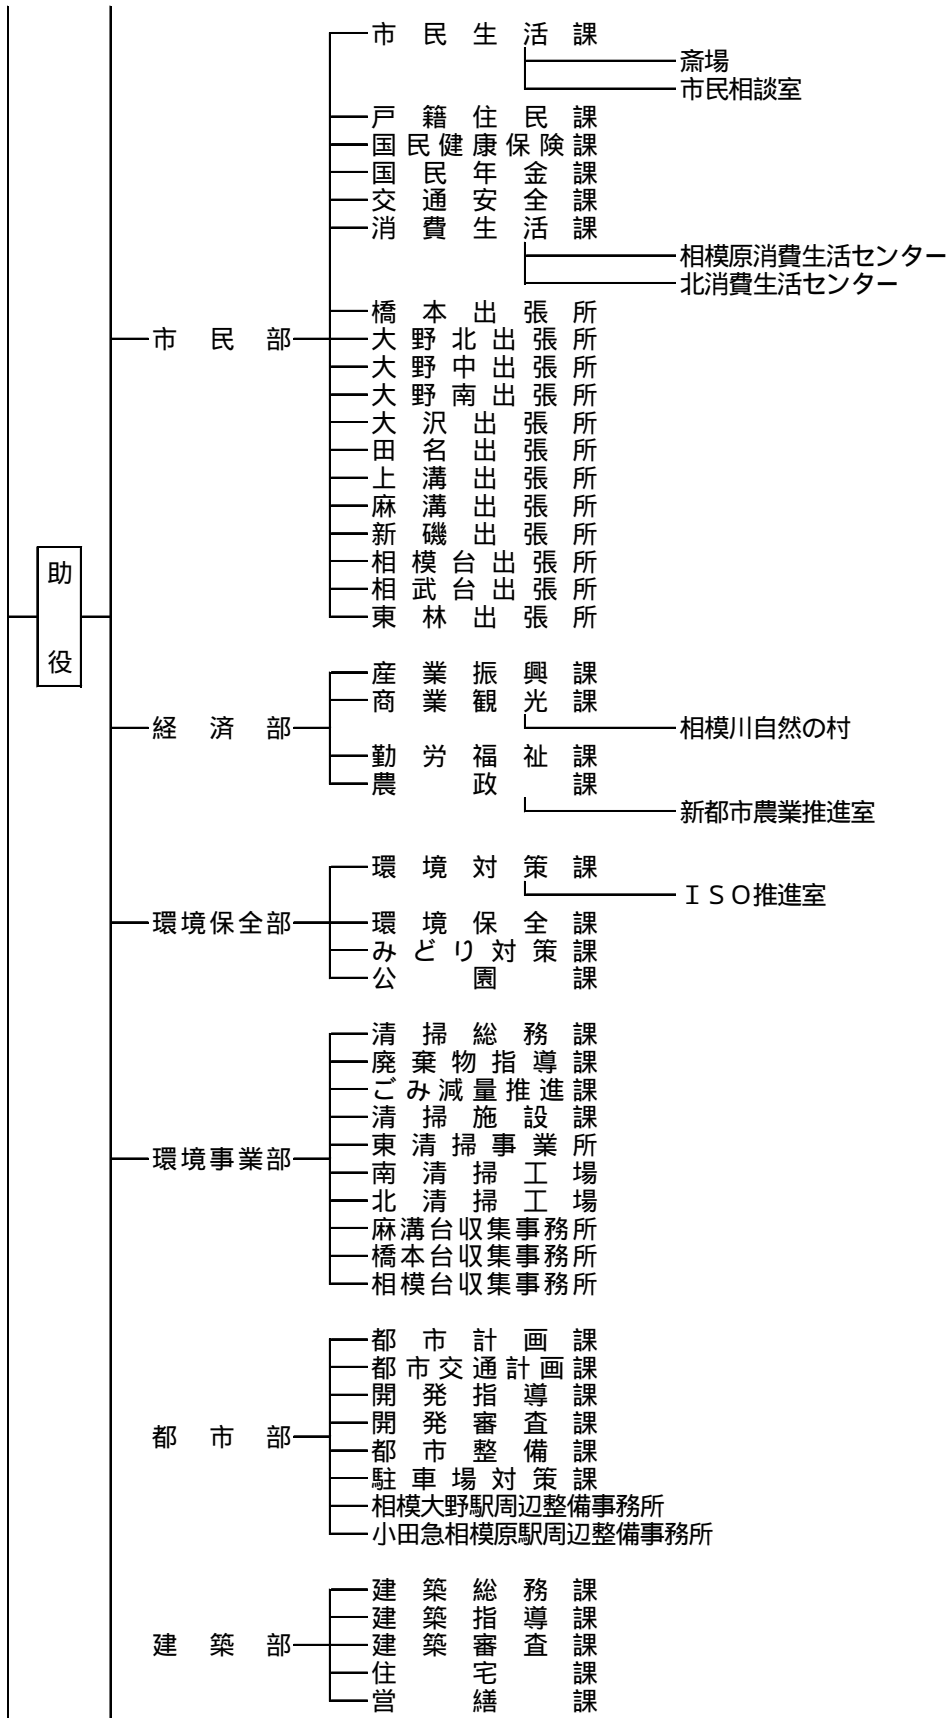 市民生活課
斎場
市民相談室
戸籍住民課
国民健康保険課
国民年金課
交通安全課
消費生活課
相模原消費生活センター
北消費生活センター
橋本出張所
市民部
大野北出張所
大野中出張所
大野南出張所
大沢出張所
田名出張所
上溝出張所
麻溝出張所
新磯出張所
相模台出張所
相武台出張所
東林出張所
助役
産業振興課
商業観光課
経済部
相模川自然の村
勤労福祉課
農政課
新都市農業推進室
環境対策課
ＩＳＯ推進室
環境保全部
環境保全課
みどり対策課
公園課
清掃総務課
廃棄物指導課
ごみ減量推進課
清掃施設課
東清掃事業所
環境事業部
南清掃工場
北清掃工場
麻溝台収集事務所
橋本台収集事務所
相模台収集事務所
都市計画課
都市交通計画課
開発指導課
開発審査課
都市部
都市整備課
駐車場対策課
相模大野駅周辺整備事務所
小田急相模原駅周辺整備事務所
建築総務課
建築指導課
建築部
建築審査課
住宅課
営繕課